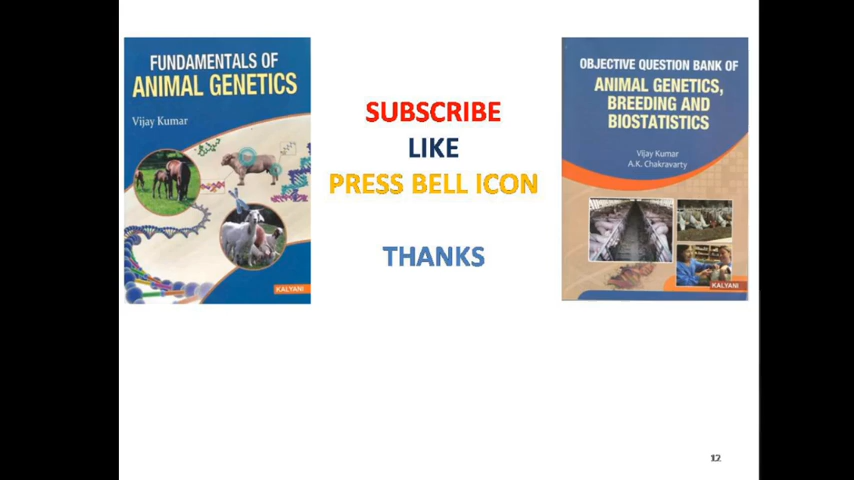 FUNDAMENTALS OF
ANIMAL GENETICS
Vijay Kumar
KALYANI
SUBSCRIBE
LIKE
PRESS BELL ICON
THANKS
OBJECTIVE QUESTION BANK OF
ANIMAL GENETICS,
BREEDING AND
BIOSTATISTICS
Vijay Kumar
A.K. Chakravarty
KALYANI
12